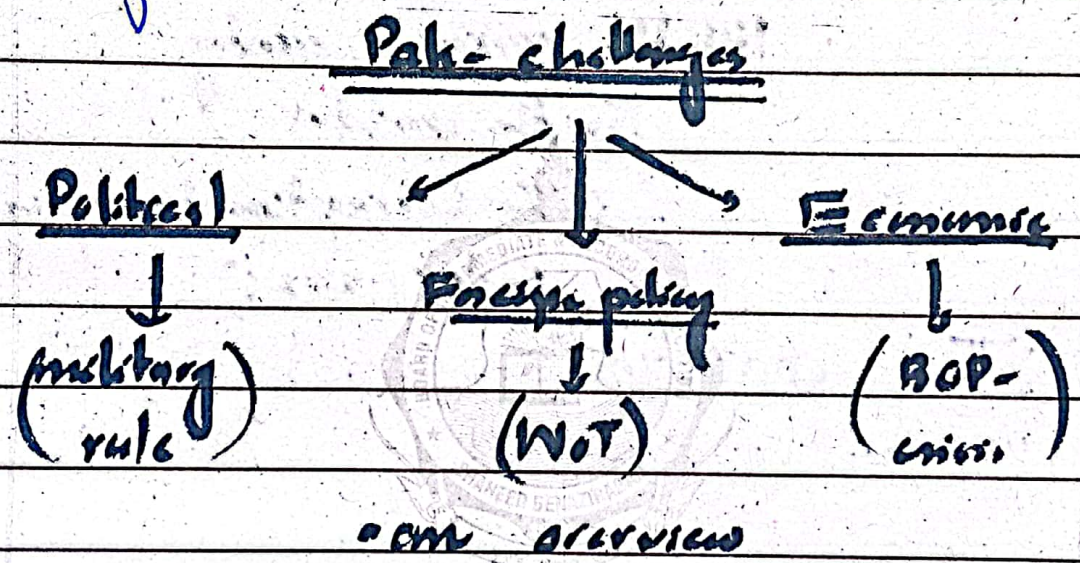 Pak- challenges
Political
Economic
Foreign policy
(military rule)
(WoT)
(BOP- crisis)
• an overview